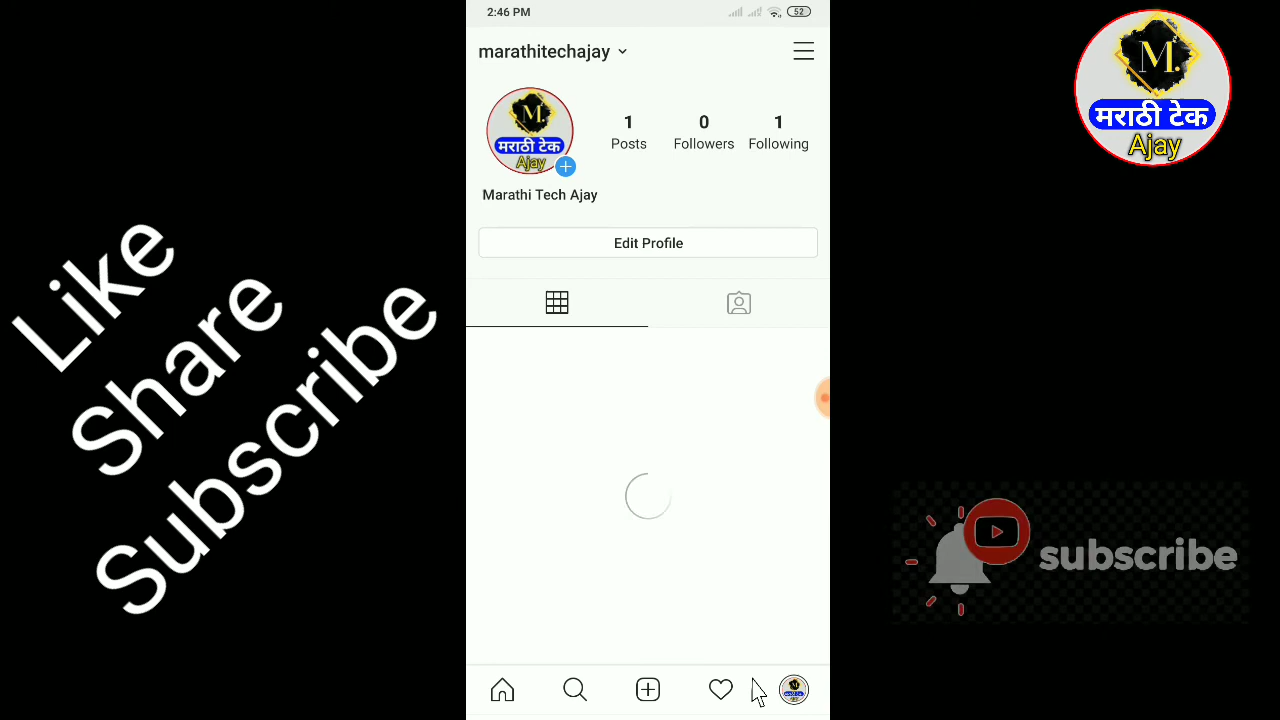 2:46 PM
52
marathitechajay
M.
मराठी टेक
Ajay
1
Posts
0
Followers
1
Following
Marathi Tech Ajay
Edit Profile
Like
Share
Subscribe
M.
मराठी टेक
Ajay
subscribe